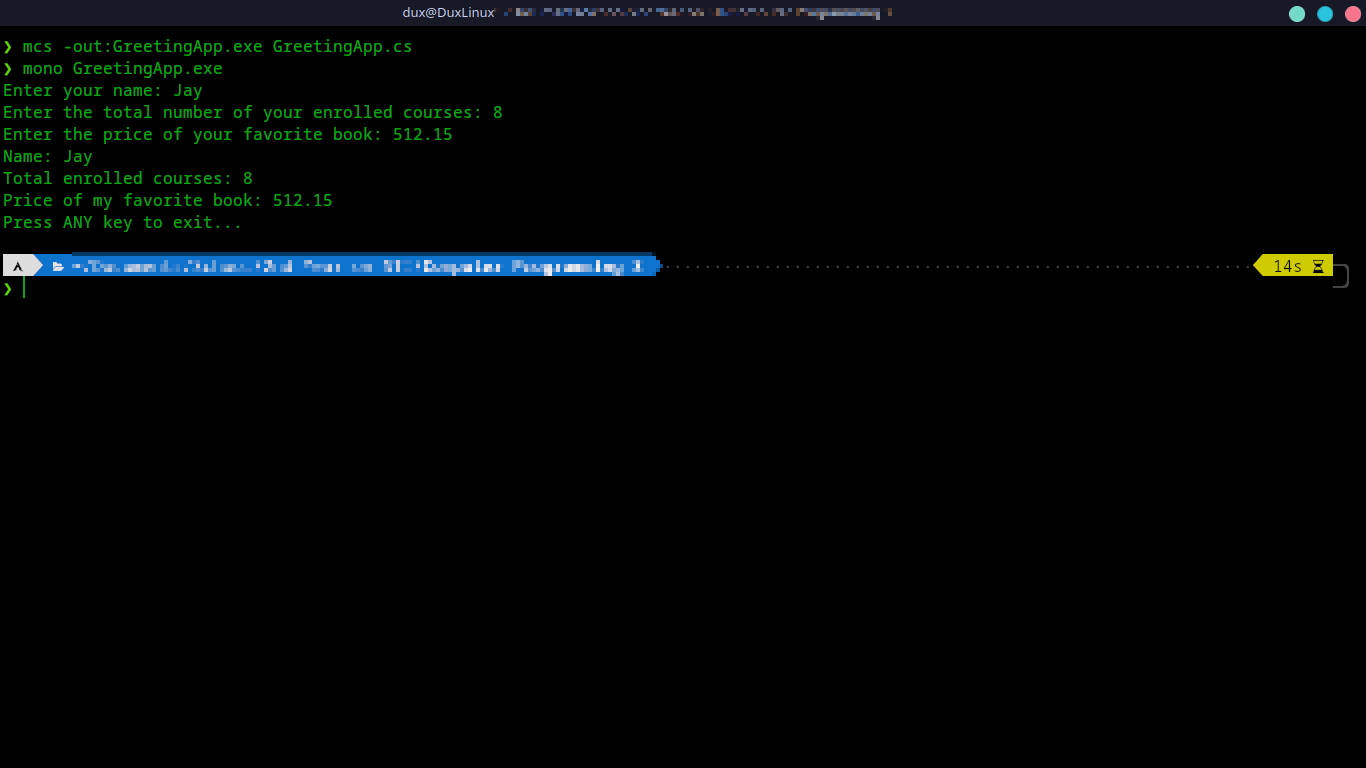 dux@DuxLinux
❯ mcs -out:GreetingApp.exe GreetingApp.cs
❯ mono GreetingApp.exe
Enter your name: Jay
Enter the total number of your enrolled courses: 8
Enter the price of your favorite book: 512.15
Name: Jay
Total enrolled courses: 8
Price of my favorite book: 512.15
Press ANY key to exit...
14s
❯